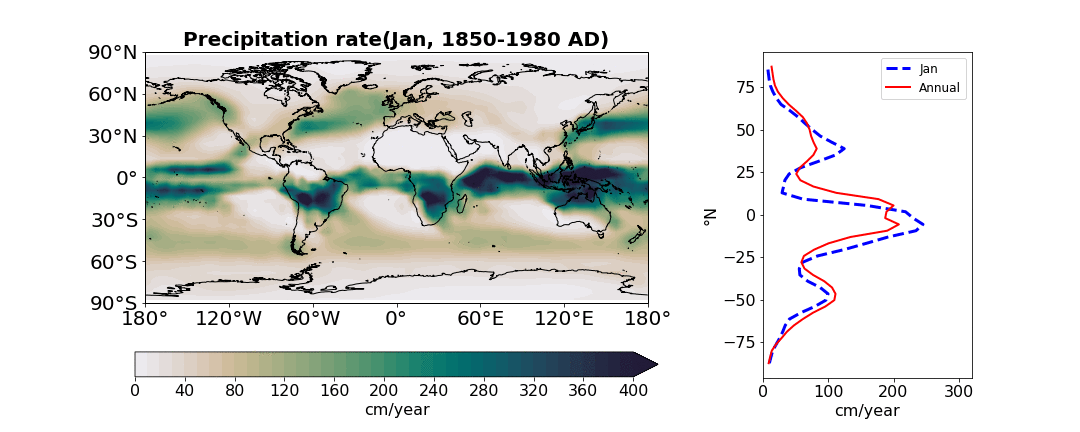 Precipitation rate(Jan, 1850-1980 AD)
90°N
60°N
30°N
0°
30°S
60°S
90°S
180° 120°W 60°W 0° 60°E 120°E 180°
0 40 80 120 160 200 240 280 320 360 400
cm/year
Jan
Annual
75
50
25
0
−25
−50
−75
°N
0 100 200 300
cm/year